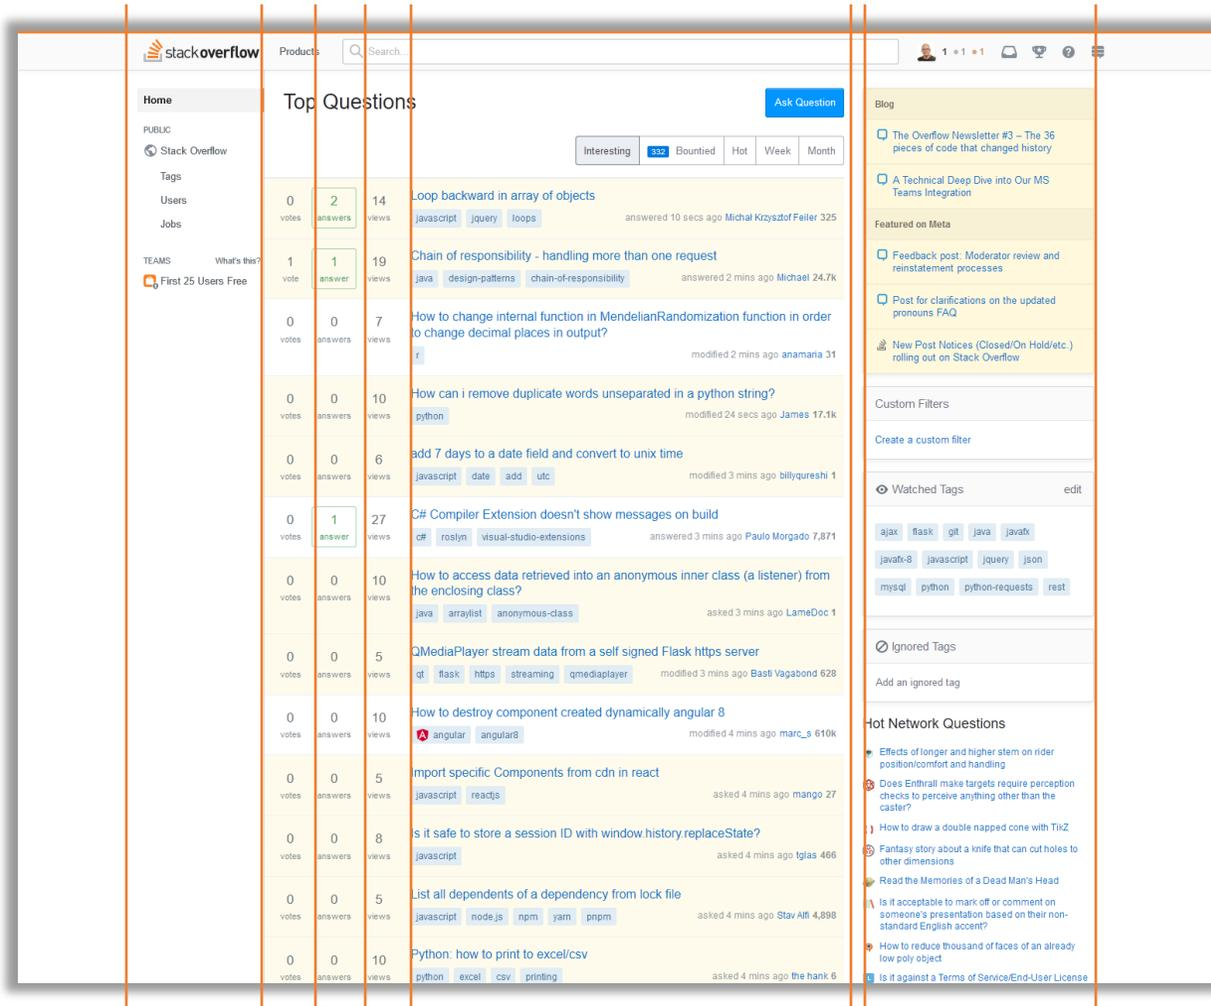 stackoverflow Products Search... 1 1 1
Home
PUBLIC
Stack Overflow
Tags
Users
Jobs
TEAMS What's this?
First 25 Users Free
Top Questions Ask Question
Interesting 332 Bountied Hot Week Month
0 2 14 Loop backward in array of objects
votes answers views javascript jquery loops answered 10 secs ago Michał Krzysztof Feiler 325
1 1 19 Chain of responsibility - handling more than one request
vote answer views java design-patterns chain-of-responsibility answered 2 mins ago Michael 24.7k
0 0 7 How to change internal function in MendelianRandomization function in order
votes answers views to change decimal places in output?
r modified 2 mins ago anamaria 31
0 0 10 How can i remove duplicate words unseparated in a python string?
votes answers views python modified 24 secs ago James 17.1k
0 0 6 add 7 days to a date field and convert to unix time
votes answers views javascript date add utc modified 3 mins ago billyqureshi 1
0 1 27 C# Compiler Extension doesn't show messages on build
votes answer views c# roslyn visual-studio-extensions answered 3 mins ago Paulo Morgado 7,871
0 0 10 How to access data retrieved into an anonymous inner class (a listener) from
votes answers views the enclosing class?
java arraylist anonymous-class asked 3 mins ago LameDoc 1
0 0 5 QMediaPlayer stream data from a self signed Flask https server
votes answers views qt flask https streaming qmediaplayer modified 3 mins ago Basti Vagabond 628
0 0 10 How to destroy component created dynamically angular 8
votes answers views angular angular8 modified 4 mins ago marc_s 610k
0 0 5 Import specific Components from cdn in react
votes answers views javascript reactjs asked 4 mins ago mango 27
0 0 8 Is it safe to store a session ID with window.history.replaceState?
votes answers views javascript asked 4 mins ago tglas 466
0 0 5 List all dependents of a dependency from lock file
votes answers views javascript node.js npm yarn pnpm asked 4 mins ago Stav Alfi 4,898
0 0 10 Python: how to print to excel/csv
votes answers views python excel csv printing asked 4 mins ago the hank 6
Blog
The Overflow Newsletter #3 – The 36
pieces of code that changed history
A Technical Deep Dive into Our MS
Teams Integration
Featured on Meta
Feedback post: Moderator review and
reinstatement processes
Post for clarifications on the updated
pronouns FAQ
New Post Notices (Closed/On Hold/etc.)
rolling out on Stack Overflow
Custom Filters
Create a custom filter
Watched Tags edit
ajax flask git java javafx
javafx-8 javascript jquery json
mysql python python-requests rest
Ignored Tags
Add an ignored tag
Hot Network Questions
Effects of longer and higher stem on rider
position/comfort and handling
Does Enthrall make targets require perception
checks to perceive anything other than the
caster?
How to draw a double napped cone with TikZ
Fantasy story about a knife that can cut holes to
other dimensions
Read the Memories of a Dead Man's Head
Is it acceptable to mark off or comment on
someone's presentation based on their non-
standard English accent?
How to reduce thousand of faces of an already
low poly object
Is it against a Terms of Service/End-User License